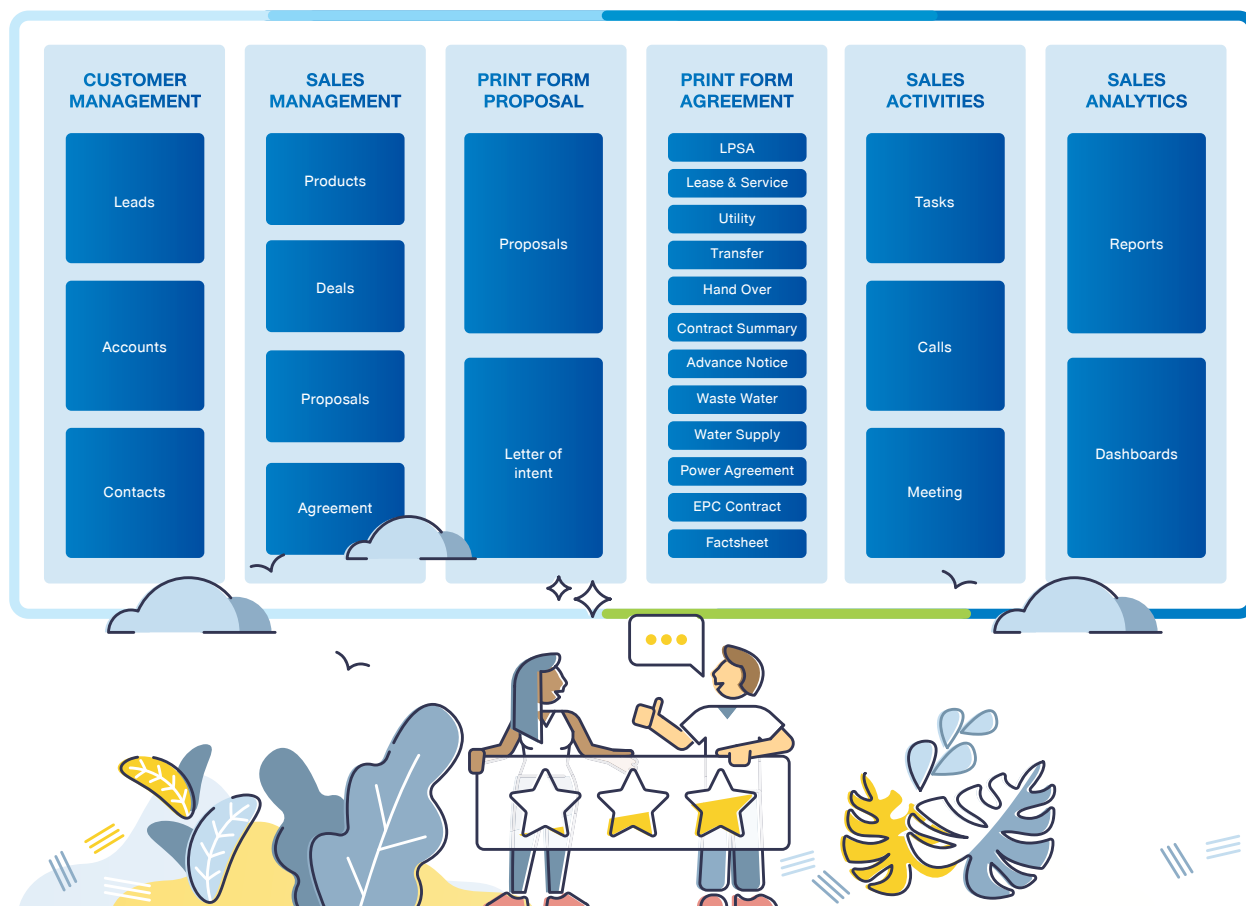 CUSTOMER
MANAGEMENT
Leads
Accounts
Contacts
SALES
MANAGEMENT
Products
Deals
Proposals
Agreement
PRINT FORM
PROPOSAL
Proposals
Letter of
intent
PRINT FORM
AGREEMENT
LPSA
Lease & Service
Utility
Transfer
Hand Over
Contract Summary
Advance Notice
Waste Water
Water Supply
Power Agreement
EPC Contract
Factsheet
SALES
ACTIVITIES
Tasks
Calls
Meeting
SALES
ANALYTICS
Reports
Dashboards